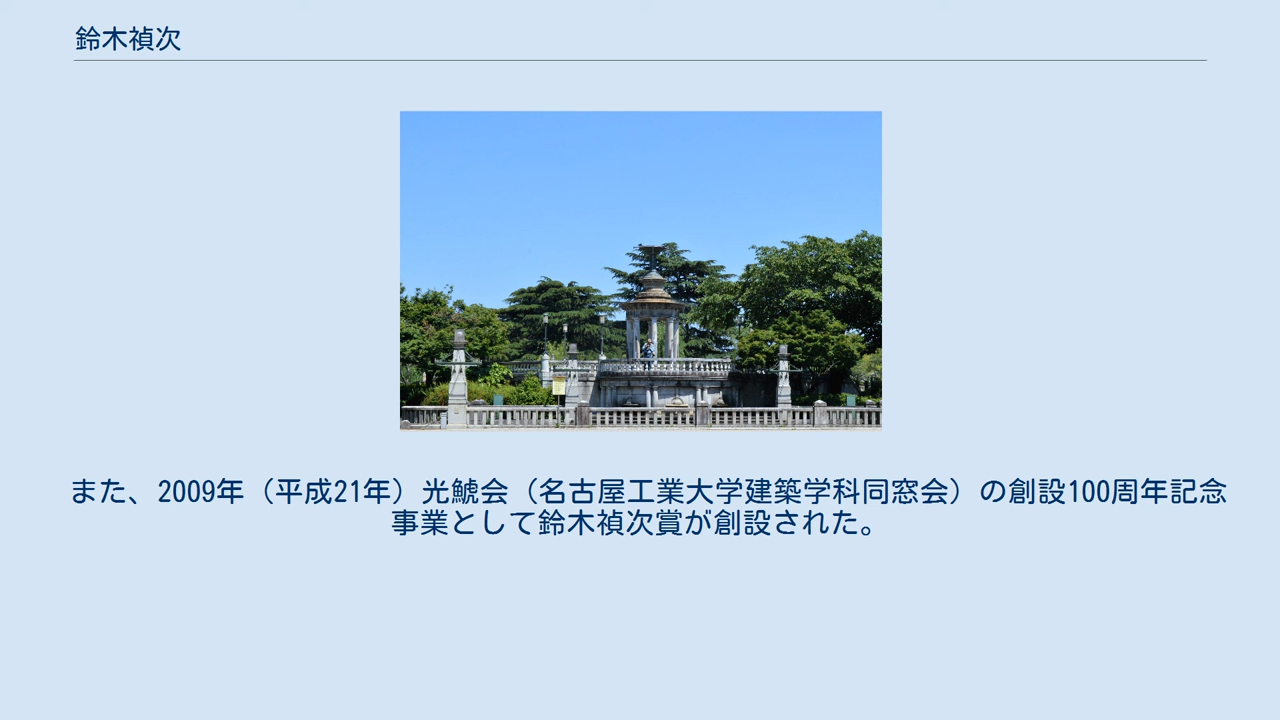 鈴木禎次
また、2009年（平成21年）光鯱会（名古屋工業大学建築学科同窓会）の創設100周年記念
事業として鈴木禎次賞が創設された。